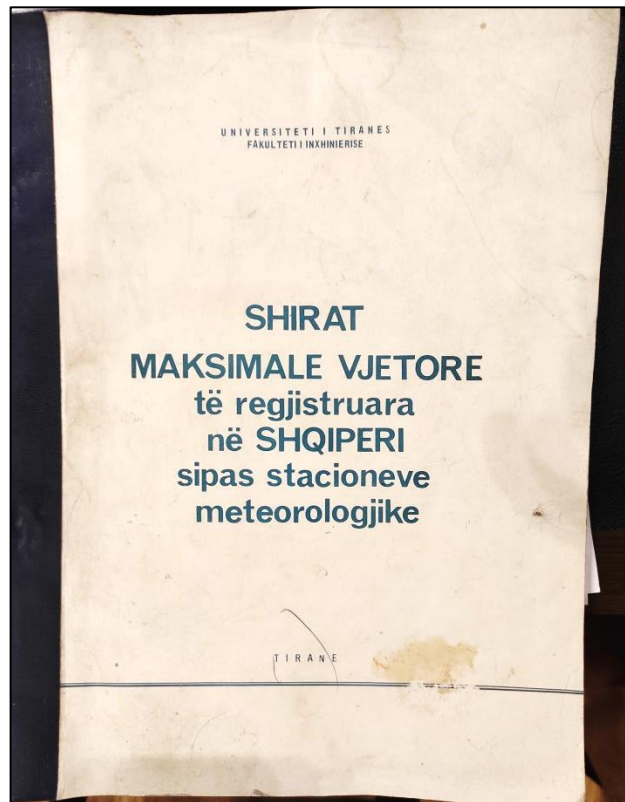 UNIVERSITETI I TIRANES
FAKULTETI I INXHINIERISE
SHIRAT
MAKSIMALE VJETORE
të regjistruara
në SHQIPERI
sipas stacioneve
meteorologjike
TIRANE